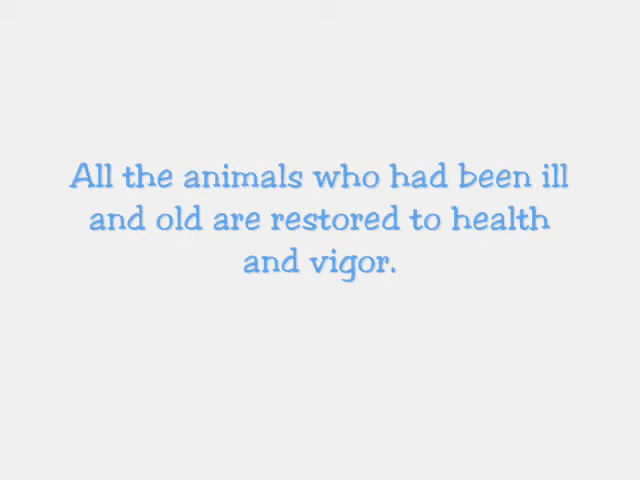 All the animals who had been ill
and old are restored to health
and vigor.